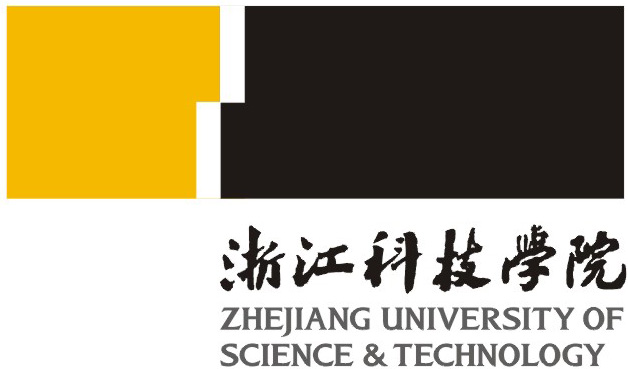 浙江科技學院
ZHEJIANG UNIVERSITY OF
SCIENCE & TECHNOLOGY